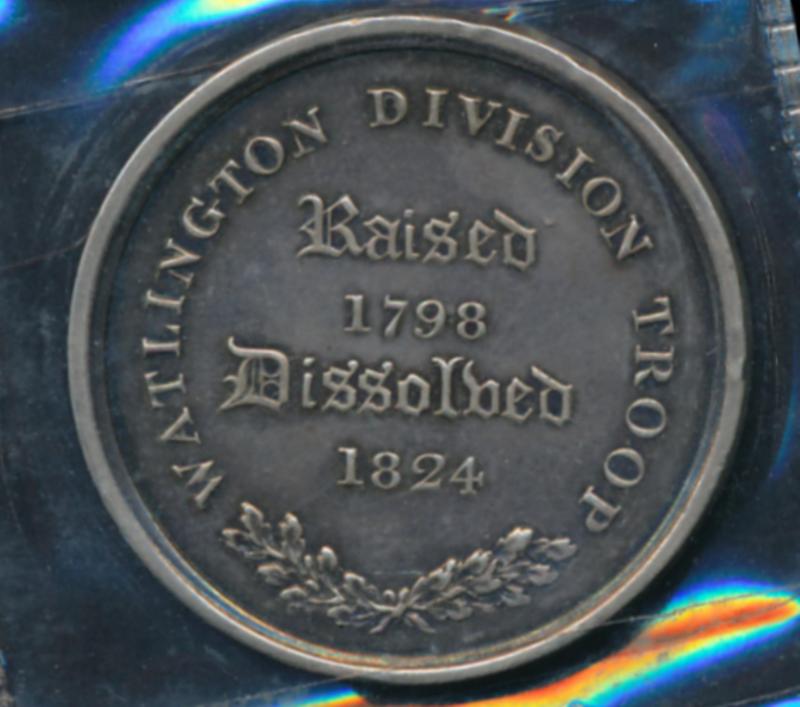 WATLINGTON DIVISION TROOP
Raised
1798
Dissolved
1824